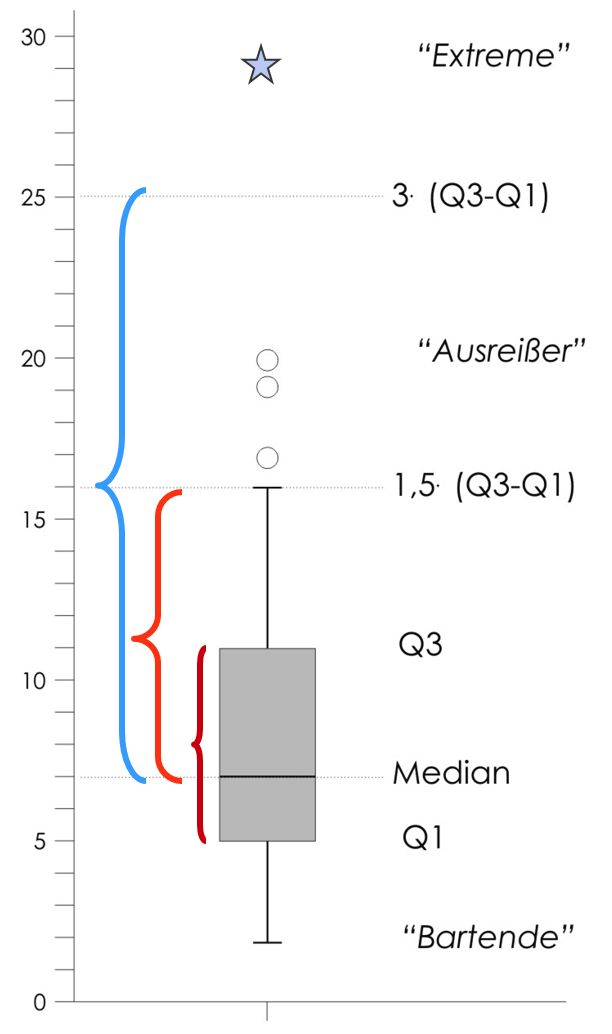 30
“Extreme”
25
3· (Q3-Q1)
20
“Ausreißer”
1,5· (Q3-Q1)
15
Q3
10
Median
5
Q1
“Bartende”
0